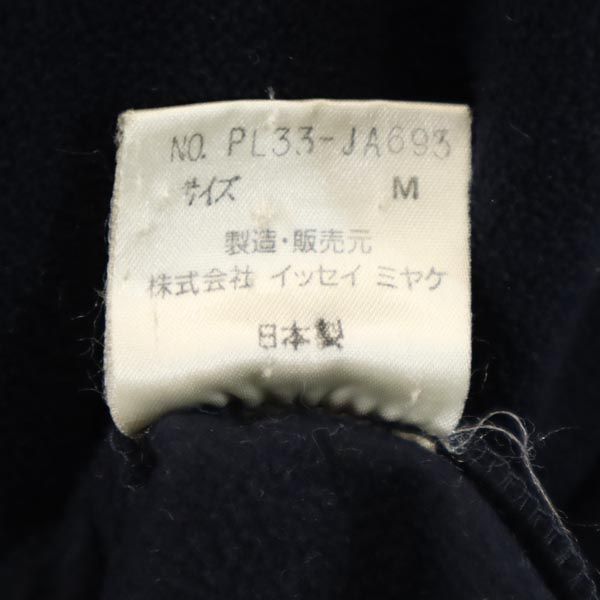 NO. PL33-JA693
サイズ M
製造・販売元
株式会社 イッセイ ミヤケ
日本製